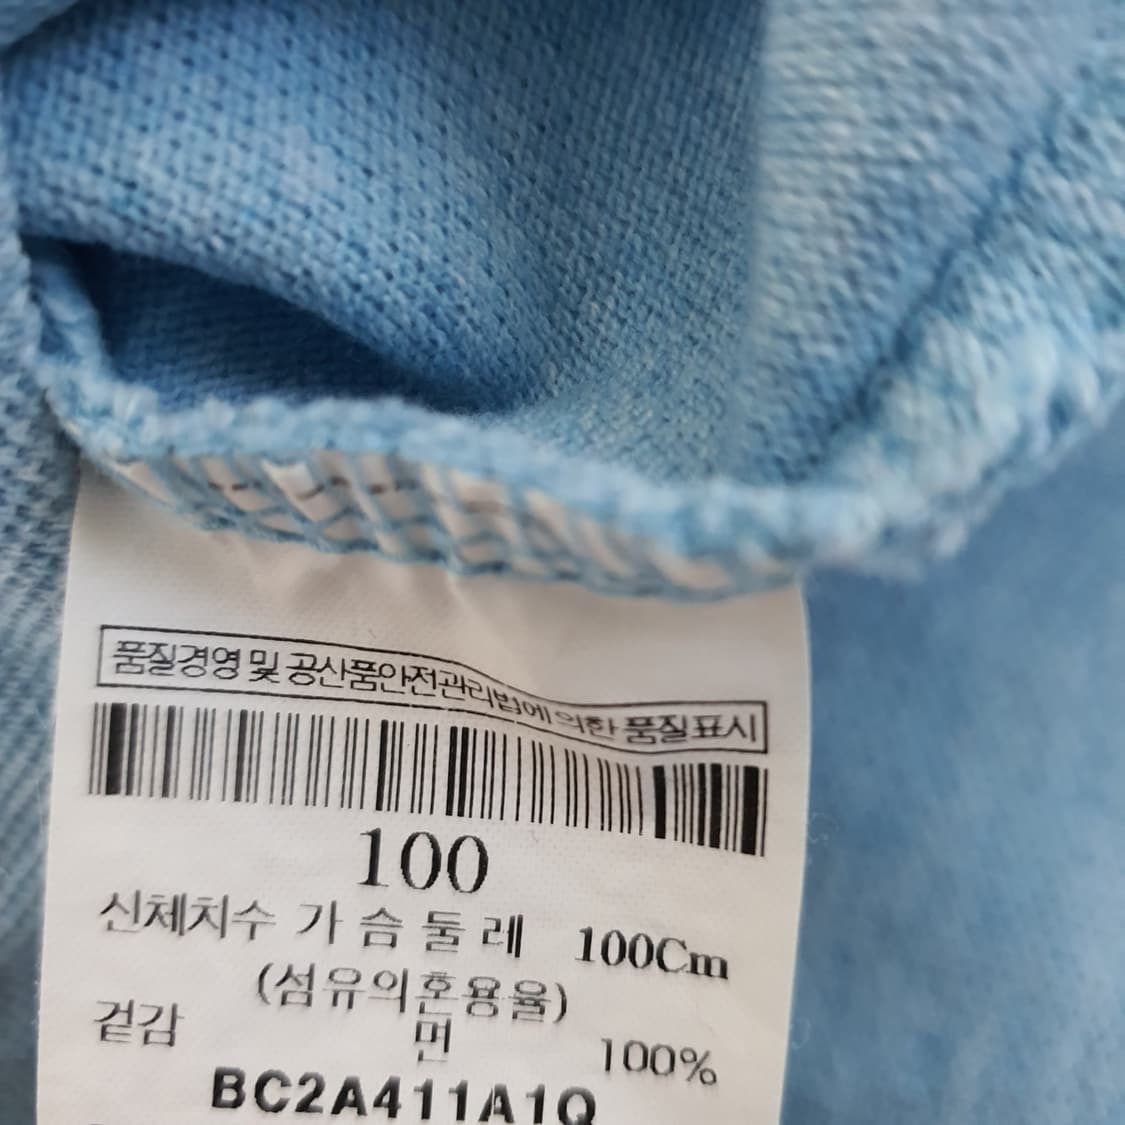 품질경영 및 공산품안전관리법에 의한 품질표시
100
신체치수 가 슴 둘 레 100Cm
(섬유의혼용율)
겉감 면 100%
BC2A411A1Q